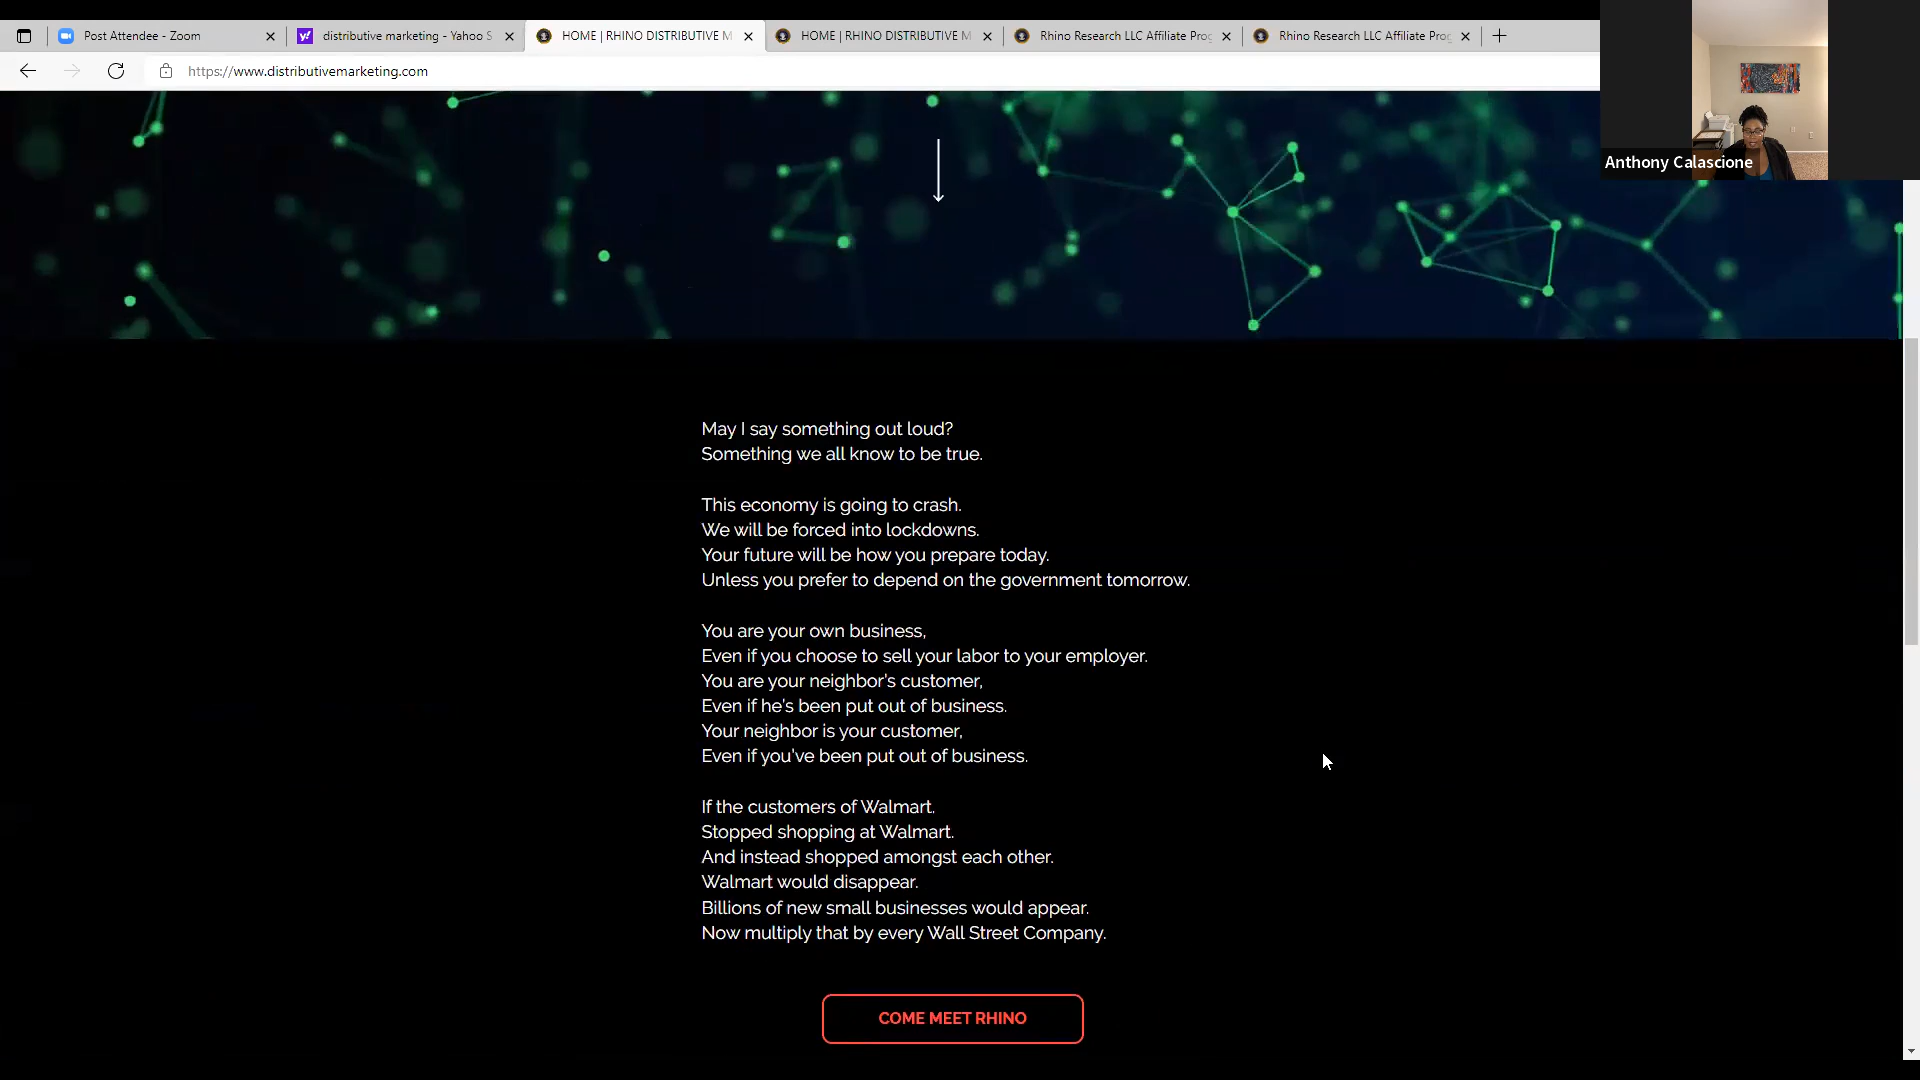 Post Attendee - Zoom
distributive marketing - Yahoo S
HOME | RHINO DISTRIBUTIVE M
HOME | RHINO DISTRIBUTIVE M
Rhino Research LLC Affiliate Prog
Rhino Research LLC Affiliate Prog
https://www.distributivemarketing.com
Anthony Calascione
May I say something out loud?
Something we all know to be true.
This economy is going to crash.
We will be forced into lockdowns.
Your future will be how you prepare today.
Unless you prefer to depend on the government tomorrow.
You are your own business,
Even if you choose to sell your labor to your employer.
You are your neighbor's customer,
Even if he's been put out of business.
Your neighbor is your customer,
Even if you've been put out of business.
If the customers of Walmart.
Stopped shopping at Walmart.
And instead shopped amongst each other.
Walmart would disappear.
Billions of new small businesses would appear.
Now multiply that by every Wall Street Company.
COME MEET RHINO